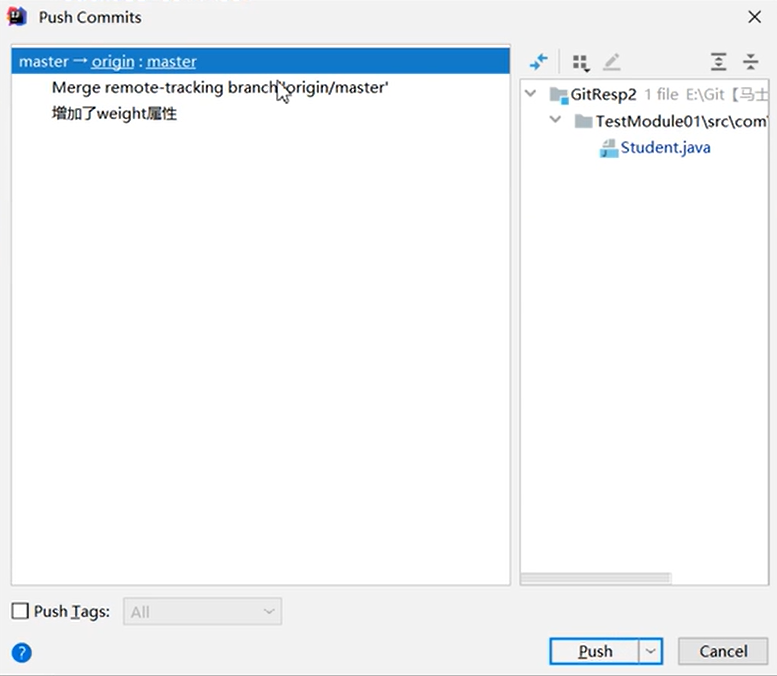 Push Commits
master → origin : master
Merge remote-tracking branch 'origin/master'
增加了weight属性
GitResp2 1 file E:\Git【马士
TestModule01\src\com\
Student.java
Push Tags:
All
?
Push
Cancel